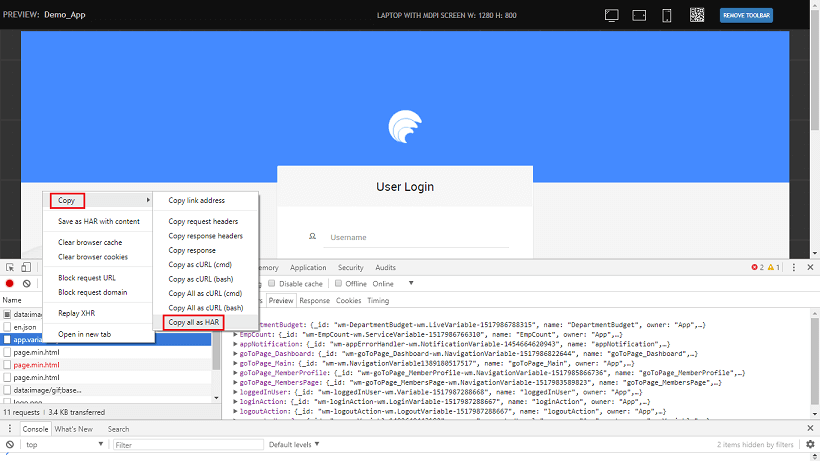 PREVIEW: Demo_App
LAPTOP WITH MDPI SCREEN W: 1280 H: 800
REMOVE TOOLBAR
User Login
Username
Copy
Save as HAR with content
Clear browser cache
Clear browser cookies
Block request URL
Block request domain
Replay XHR
Open in new tab
Copy link address
Copy request headers
Copy response headers
Copy response
Copy as cURL (cmd)
Copy as cURL (bash)
Copy All as cURL (cmd)
Copy All as cURL (bash)
Copy all as HAR
emory Application Security Audits
2 1
Disable cache Offline Online
Name
Preview Response Cookies Timing
data:image
en.json
app.varia
page.min.html
page.min.html
page.min.html
data:image/gif;base...
11 requests | 3.4 KB transferred
epartmentBudget: {_id: "wm-DepartmentBudget-wm.LiveVariable-1517986788315", name: "DepartmentBudget", owner: "App",…}
EmpCount: {_id: "wm-EmpCount-wm.ServiceVariable-1517986766310", name: "EmpCount", owner: "App",…}
appNotification: {_id: "wm-appErrorHandler-wm.NotificationVariable-1454664620943", name: "appNotification",…}
goToPage_Dashboard: {_id: "wm-goToPage_Dashboard-wm.NavigationVariable-1517986822644", name: "goToPage_Dashboard",…}
goToPage_Main: {_id: "wm-wm.NavigationVariable1389180517311", name: "goToPage_Main", owner: "App",…}
goToPage_MemberProfile: {_id: "wm-goToPage_MemberProfile-wm.NavigationVariable-1517985866736", name: "goToPage_MemberProfile",…}
goToPage_MembersPage: {_id: "wm-goToPage_MembersPage-wm.NavigationVariable-1517983589823", name: "goToPage_MembersPage",…}
loggedInUser: {_id: "wm-loggedInUser-wm.Variable-1517987288668", name: "loggedInUser", owner: "App",…}
loginAction: {_id: "wm-loginAction-wm.LoginVariable-1517987288667", name: "loginAction", owner: "App",…}
logoutAction: {_id: "wm-logoutAction-wm.LogoutVariable-1517987288667", name: "logoutAction", owner: "App",…}
Console What's New Search
top Filter Default levels 2 items hidden by filters